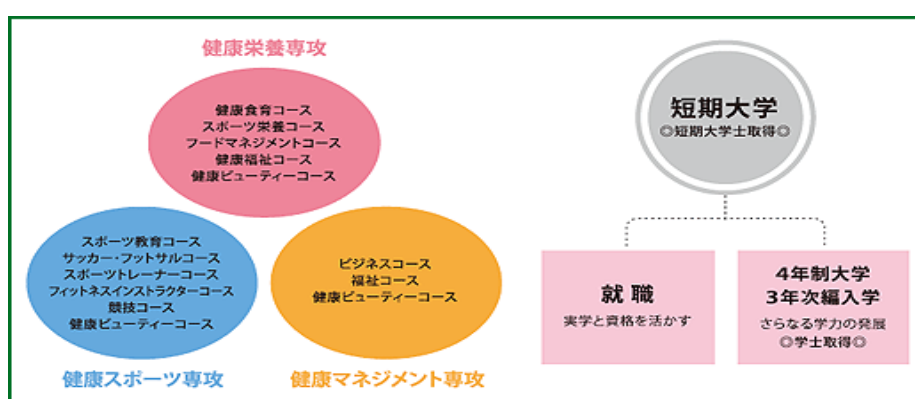 健康栄養専攻
健康食育コース
スポーツ栄養コース
フードマネジメントコース
健康福祉コース
健康ビューティーコース
スポーツ教育コース
サッカー・フットサルコース
スポーツトレーナーコース
フィットネスインストラクターコース
競技コース
健康ビューティーコース
健康スポーツ専攻
ビジネスコース
福祉コース
健康ビューティーコース
健康マネジメント専攻
短期大学
◎短期大学士取得◎
就職
実学と資格を活かす
4年制大学
3年次編入学
さらなる学力の発展
◎学士取得◎